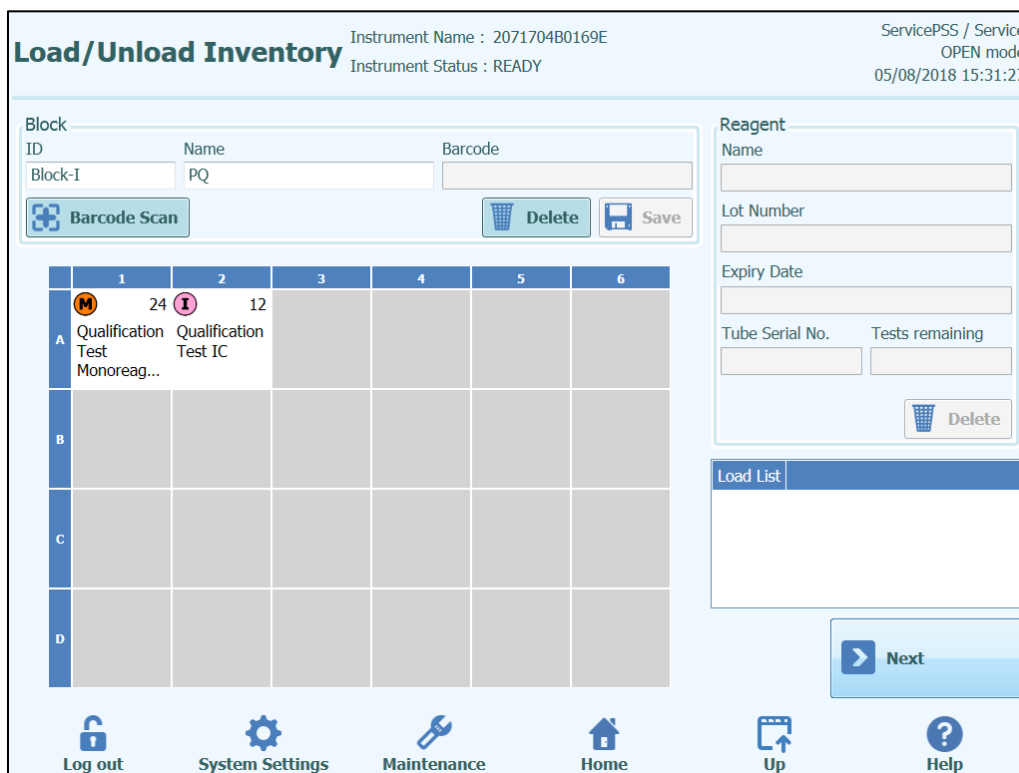 Load/Unload Inventory
Instrument Name : 2071704B0169E
Instrument Status : READY
ServicePSS / Service
OPEN mode
05/08/2018 15:31:27
Block
ID Name Barcode
Block-I PQ
Barcode Scan Delete Save
Reagent
Name
Lot Number
Expiry Date
Tube Serial No. Tests remaining
Delete
1 2 3 4 5 6
A
M 24 I 12
Qualification Qualification
Test Test IC
Monoreag...
B
C
D
Load List
Next
Log out System Settings Maintenance Home Up Help